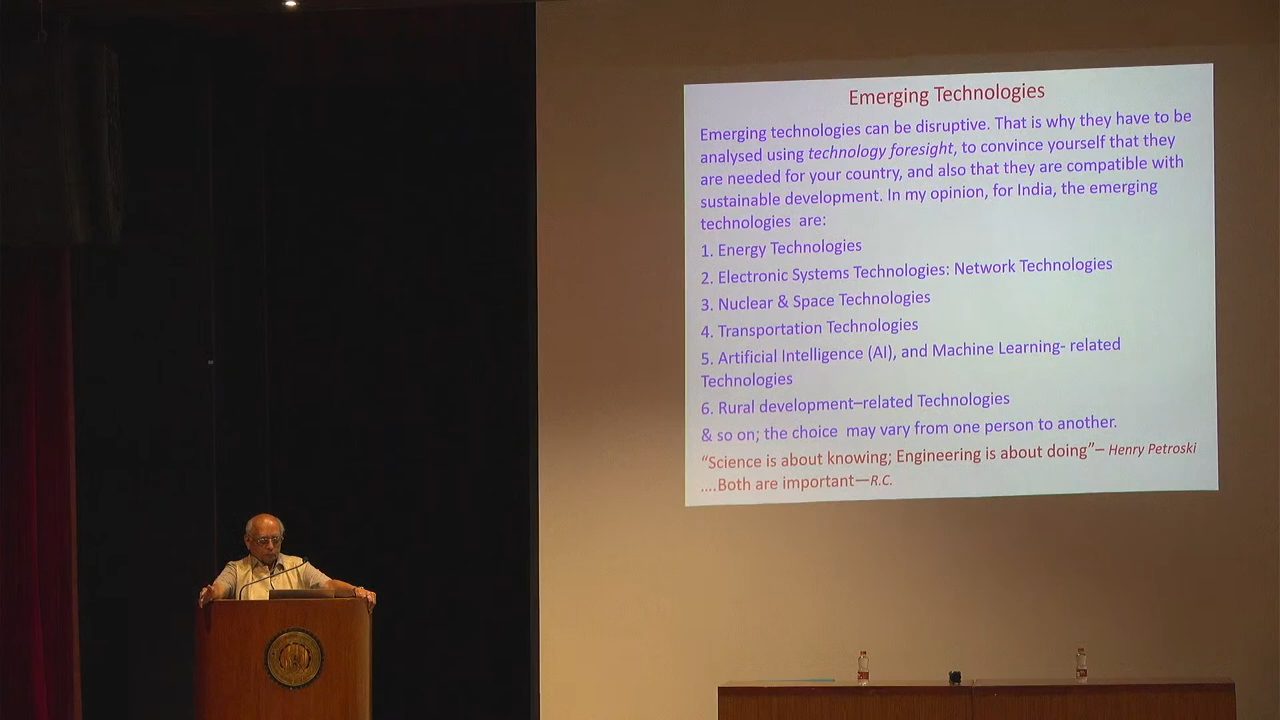 Emerging Technologies
Emerging technologies can be disruptive. That is why they have to be
analysed using technology foresight, to convince yourself that they
are needed for your country, and also that they are compatible with
sustainable development. In my opinion, for India, the emerging
technologies are:
1. Energy Technologies
2. Electronic Systems Technologies: Network Technologies
3. Nuclear & Space Technologies
4. Transportation Technologies
5. Artificial Intelligence (AI), and Machine Learning- related
Technologies
6. Rural development–related Technologies
& so on; the choice may vary from one person to another.
“Science is about knowing; Engineering is about doing”– Henry Petroski
....Both are important—R.C.